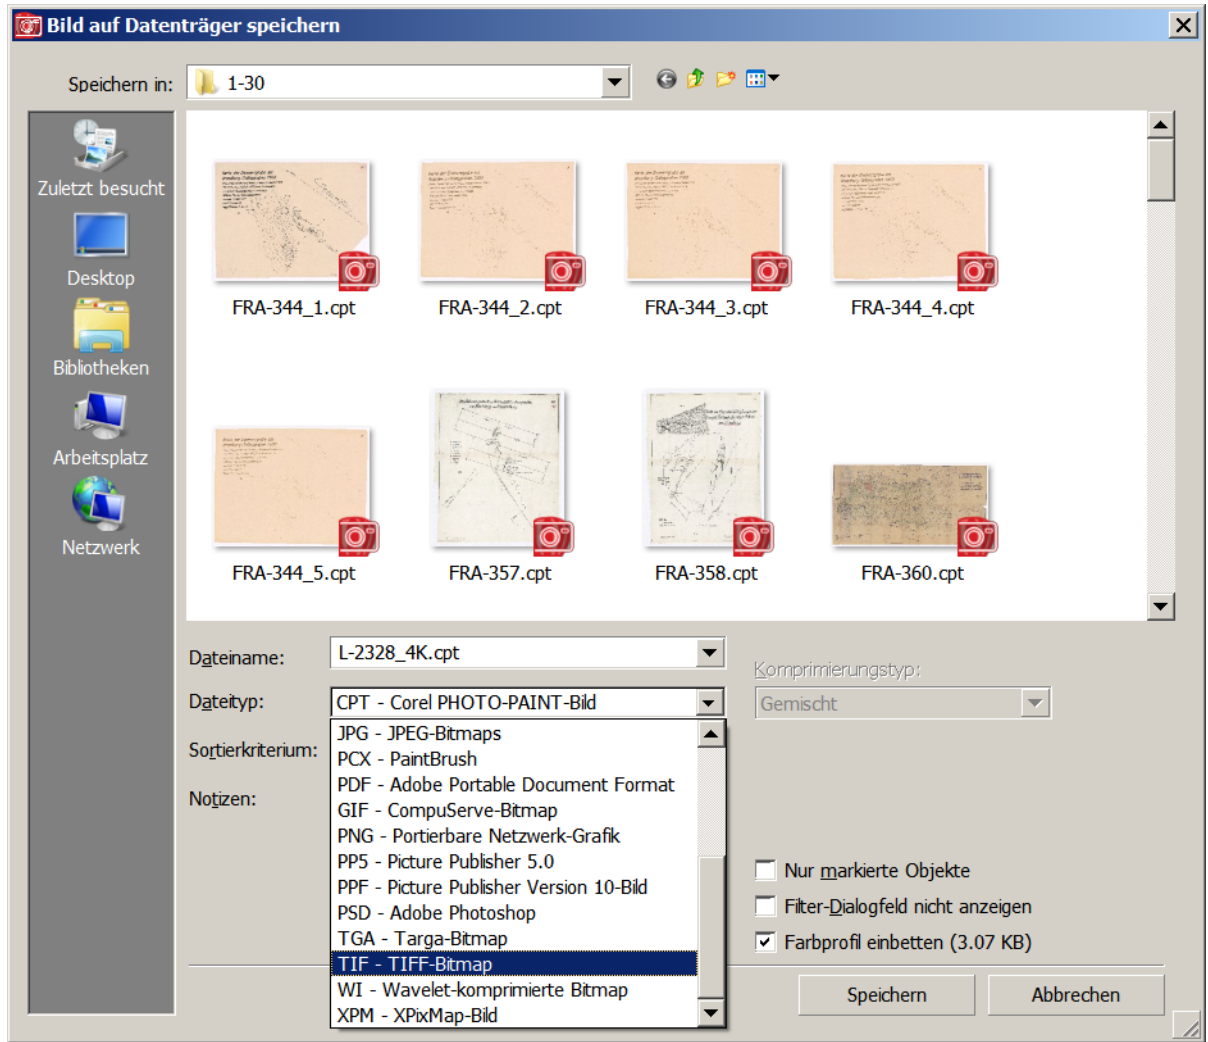 Bild auf Datenträger speichern
Speichern in:
1-30
Zuletzt besucht
Desktop
Bibliotheken
Arbeitsplatz
Netzwerk
FRA-344_1.cpt
FRA-344_2.cpt
FRA-344_3.cpt
FRA-344_4.cpt
FRA-344_5.cpt
FRA-357.cpt
FRA-358.cpt
FRA-360.cpt
Dateiname:
L-2328_4K.cpt
Dateityp:
CPT - Corel PHOTO-PAINT-Bild
Sortierkriterium:
Notizen:
JPG - JPEG-Bitmaps
PCX - PaintBrush
PDF - Adobe Portable Document Format
GIF - CompuServe-Bitmap
PNG - Portierbare Netzwerk-Grafik
PP5 - Picture Publisher 5.0
PPF - Picture Publisher Version 10-Bild
PSD - Adobe Photoshop
TGA - Targa-Bitmap
TIF - TIFF-Bitmap
WI - Wavelet-komprimierte Bitmap
XPM - XPixMap-Bild
Komprimierungstyp:
Gemischt
Nur markierte Objekte
Filter-Dialogfeld nicht anzeigen
Farbprofil einbetten (3.07 KB)
Speichern
Abbrechen